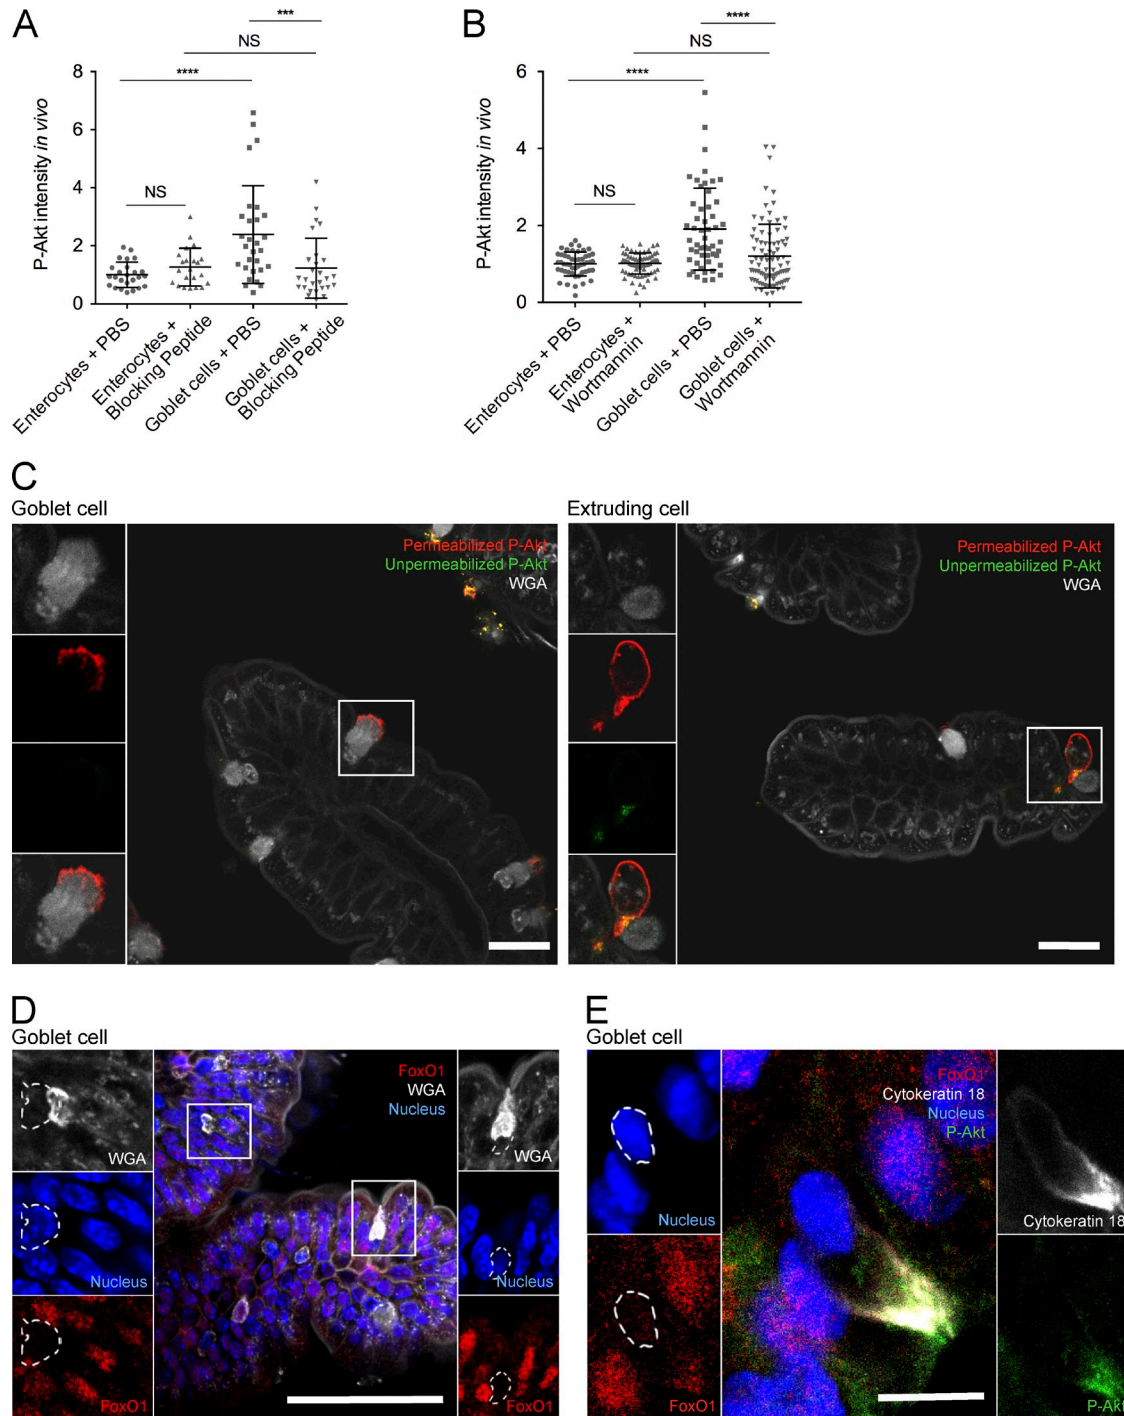 A
B
***
NS
****
NS
8
6
4
2
0
P-Akt intensity in vivo
Enterocytes + PBS
Enterocytes +
Blocking Peptide
Goblet cells + PBS
Goblet cells +
Blocking Peptide
****
NS
****
NS
6
4
2
0
P-Akt intensity in vivo
Enterocytes + PBS
Enterocytes +
Wortmannin
Goblet cells + PBS
Goblet cells +
Wortmannin
C
Goblet cell
Permeabilized P-Akt
Unpermeabilized P-Akt
WGA
Extruding cell
Permeabilized P-Akt
Unpermeabilized P-Akt
WGA
D
Goblet cell
WGA
Nucleus
FoxO1
FoxO1
WGA
Nucleus
WGA
Nucleus
FoxO1
E
Goblet cell
Nucleus
FoxO1
FoxO1
Cytokeratin 18
Nucleus
P-Akt
Cytokeratin 18
P-Akt